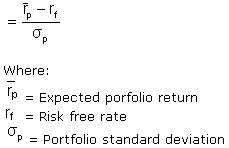 = r̄p − rf
σp
Where:
r̄p = Expected porfolio return
rf = Risk free rate
σp = Portfolio standard deviation